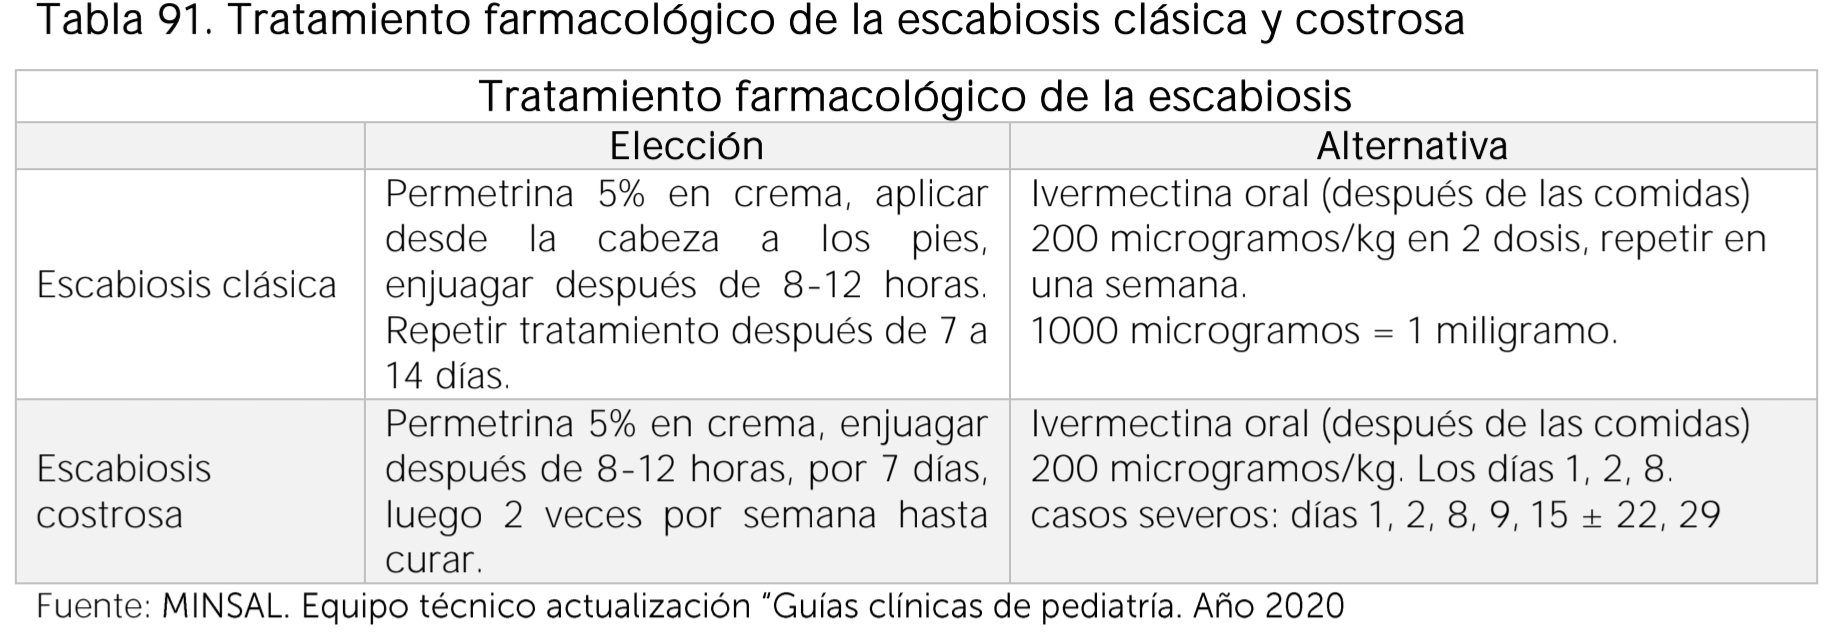 Tabla 91. Tratamiento farmacológico de la escabiosis clásica y costrosa
Tratamiento farmacológico de la escabiosis
Elección
Alternativa
Escabiosis clásica
Permetrina 5% en crema, aplicar
desde la cabeza a los pies,
enjuagar después de 8-12 horas.
Repetir tratamiento después de 7 a
14 días.
Ivermectina oral (después de las comidas)
200 microgramos/kg en 2 dosis, repetir en
una semana.
1000 microgramos = 1 miligramo.
Escabiosis
costrosa
Permetrina 5% en crema, enjuagar
después de 8-12 horas, por 7 días,
luego 2 veces por semana hasta
curar.
Ivermectina oral (después de las comidas)
200 microgramos/kg. Los días 1, 2, 8.
casos severos: días 1, 2, 8, 9, 15 ± 22, 29
Fuente: MINSAL. Equipo técnico actualización “Guías clínicas de pediatría. Año 2020